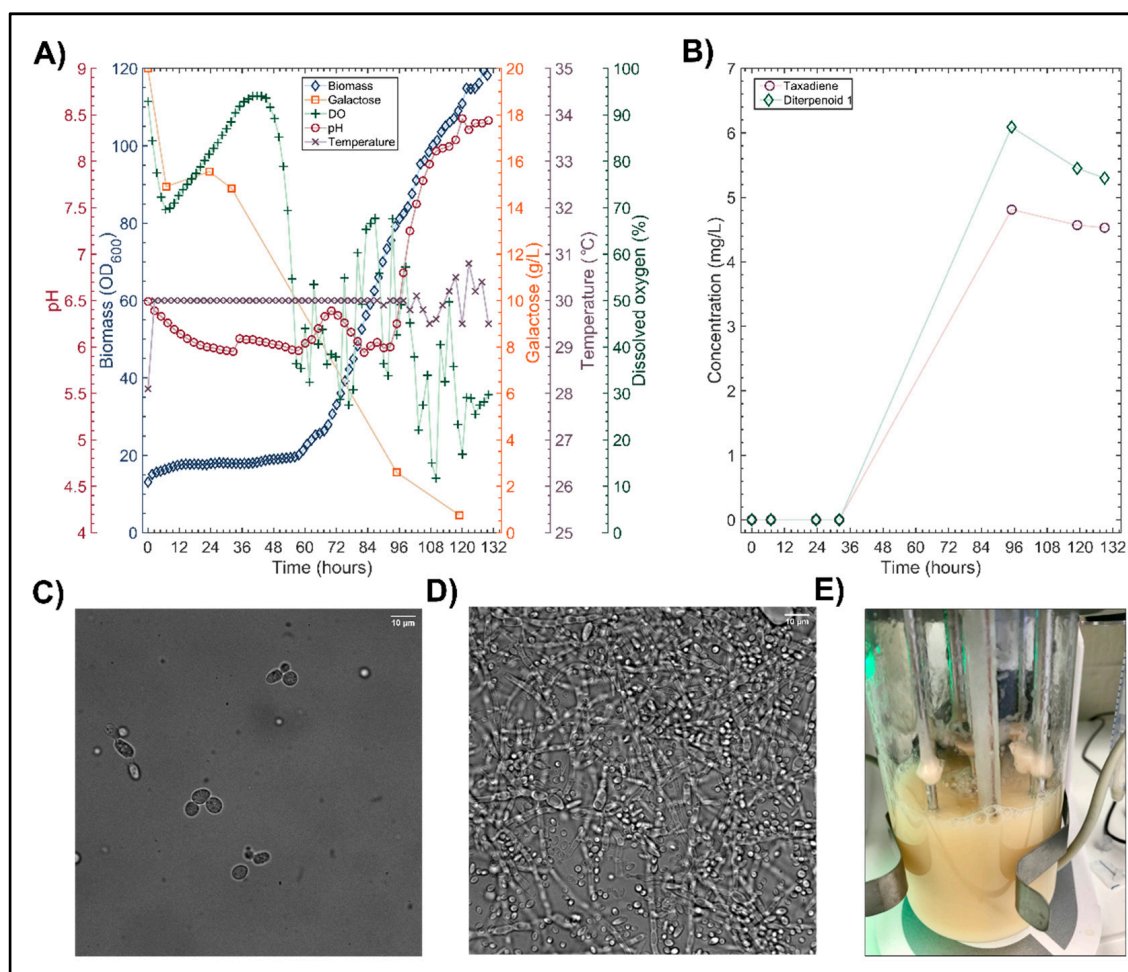 A)
9
8.5
8
7.5
7
6.5
6
5.5
5
4.5
4
pH
120
100
80
60
40
20
0
Biomass (OD600)
Biomass
Galactose
DO
pH
Temperature
20
18
16
14
12
10
8
6
4
2
0
Galactose (g/L)
35
34
33
32
31
30
29
28
27
26
25
Temperature (°C)
100
90
80
70
60
50
40
30
20
10
0
Dissolved oxygen (%)
0 12 24 36 48 60 72 84 96 108 120 132
Time (hours)
B)
7
6
5
4
3
2
1
0
Concentration (mg/L)
Taxadiene
Diterpenoid 1
0 12 24 36 48 60 72 84 96 108 120 132
Time (hours)
C)
10 µm
D)
10 µm
E)